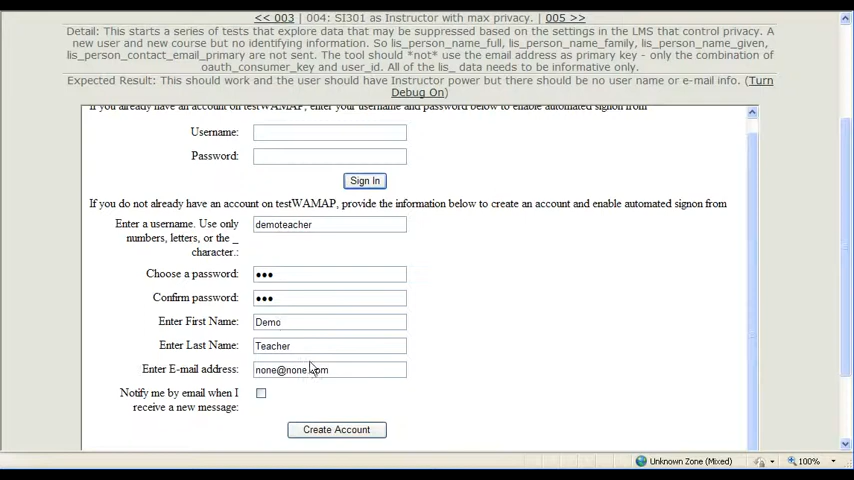 << 003 | 004: SI301 as Instructor with max privacy. | 005 >>
Detail: This starts a series of tests that explore data that may be suppressed based on the settings in the LMS that control privacy. A
new user and new course but no identifying information. So lis_person_name_full, lis_person_name_family, lis_person_name_given,
lis_person_contact_email_primary are not sent. The tool should *not* use the email address as primary key - only the combination of
oauth_consumer_key and user_id. All of the lis_ data needs to be informative only.
Expected Result: This should work and the user should have Instructor power but there should be no user name or e-mail info. (Turn
Debug On)
If you already have an account on testWAMAP, enter your username and password below to enable automated signon from
Username:
Password:
Sign In
If you do not already have an account on testWAMAP, provide the information below to create an account and enable automated signon from
Enter a username. Use only
numbers, letters, or the _
character.:
demoteacher
Choose a password: ●●●
Confirm password: ●●●
Enter First Name: Demo
Enter Last Name: Teacher
Enter E-mail address: none@none.com
Notify me by email when I
receive a new message:
Create Account
Unknown Zone (Mixed)
100%